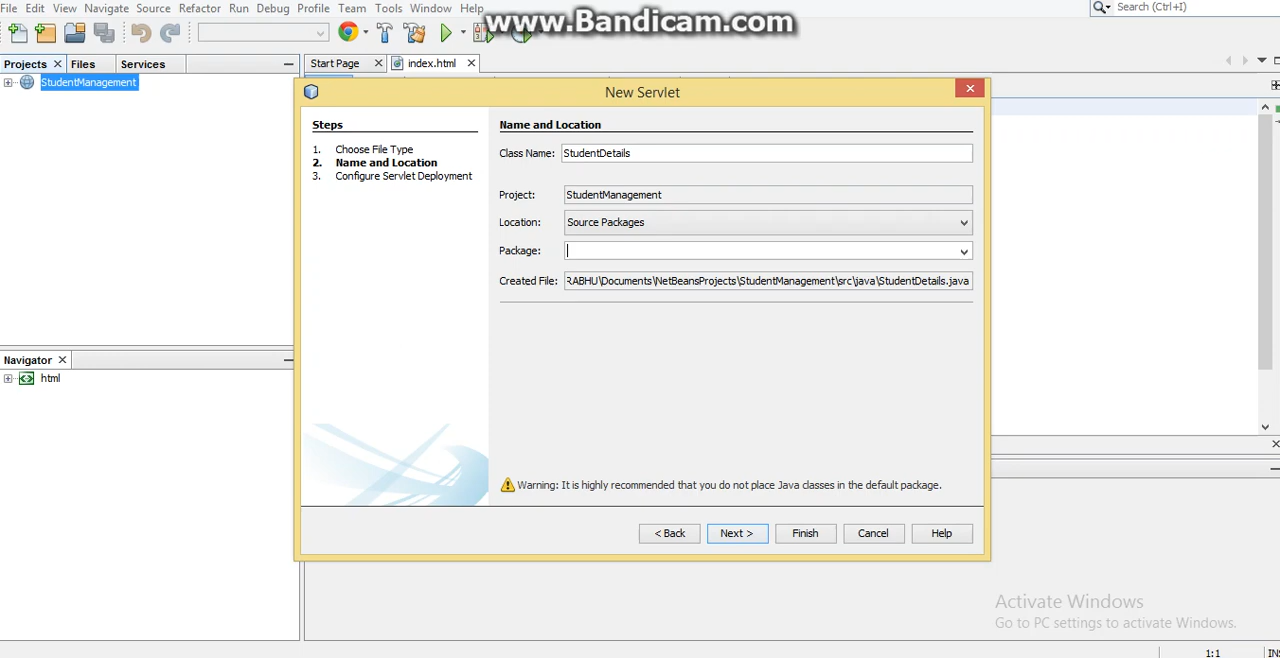 File Edit View Navigate Source Refactor Run Debug Profile Team Tools Window Help
www.Bandicam.com
Search (Ctrl+I)
Projects Files Services
Start Page index.html
StudentManagement
New Servlet
Steps
1. Choose File Type
2. Name and Location
3. Configure Servlet Deployment
Name and Location
Class Name: StudentDetails
Project: StudentManagement
Location: Source Packages
Package:
Created File: RABHU\Documents\NetBeansProjects\StudentManagement\src\java\StudentDetails.java
Navigator
html
Warning: It is highly recommended that you do not place Java classes in the default package.
< Back Next > Finish Cancel Help
Activate Windows
Go to PC settings to activate Windows.
1:1 INS